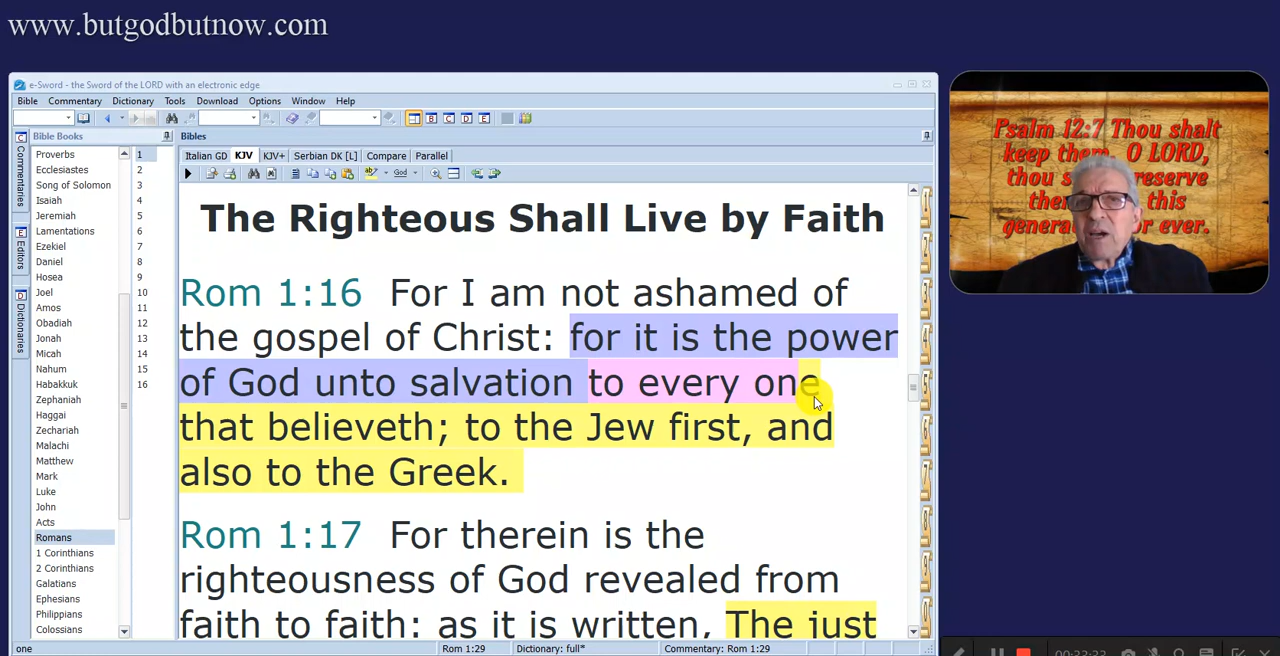 www.butgodbutnow.com
e-Sword - the Sword of the LORD with an electronic edge
Bible Commentary Dictionary Tools Download Options Window Help
Bible Books
Bibles
Commentaries
Editors
Dictionaries
Proverbs
Ecclesiastes
Song of Solomon
Isaiah
Jeremiah
Lamentations
Ezekiel
Daniel
Hosea
Joel
Amos
Obadiah
Jonah
Micah
Nahum
Habakkuk
Zephaniah
Haggai
Zechariah
Malachi
Matthew
Mark
Luke
John
Acts
Romans
1 Corinthians
2 Corinthians
Galatians
Ephesians
Philippians
Colossians
1
2
3
4
5
6
7
8
9
10
11
12
13
14
15
16
Italian GD KJV KJV+ Serbian DK [L] Compare Parallel
The Righteous Shall Live by Faith
Rom 1:16 For I am not ashamed of
the gospel of Christ: for it is the power
of God unto salvation to every one
that believeth; to the Jew first, and
also to the Greek.
Rom 1:17 For therein is the
righteousness of God revealed from
faith to faith: as it is written, The just
one
Rom 1:29
Dictionary: full*
Commentary: Rom 1:29
Psalm 12:7 Thou shalt
keep them, O LORD,
thou
this
ever.